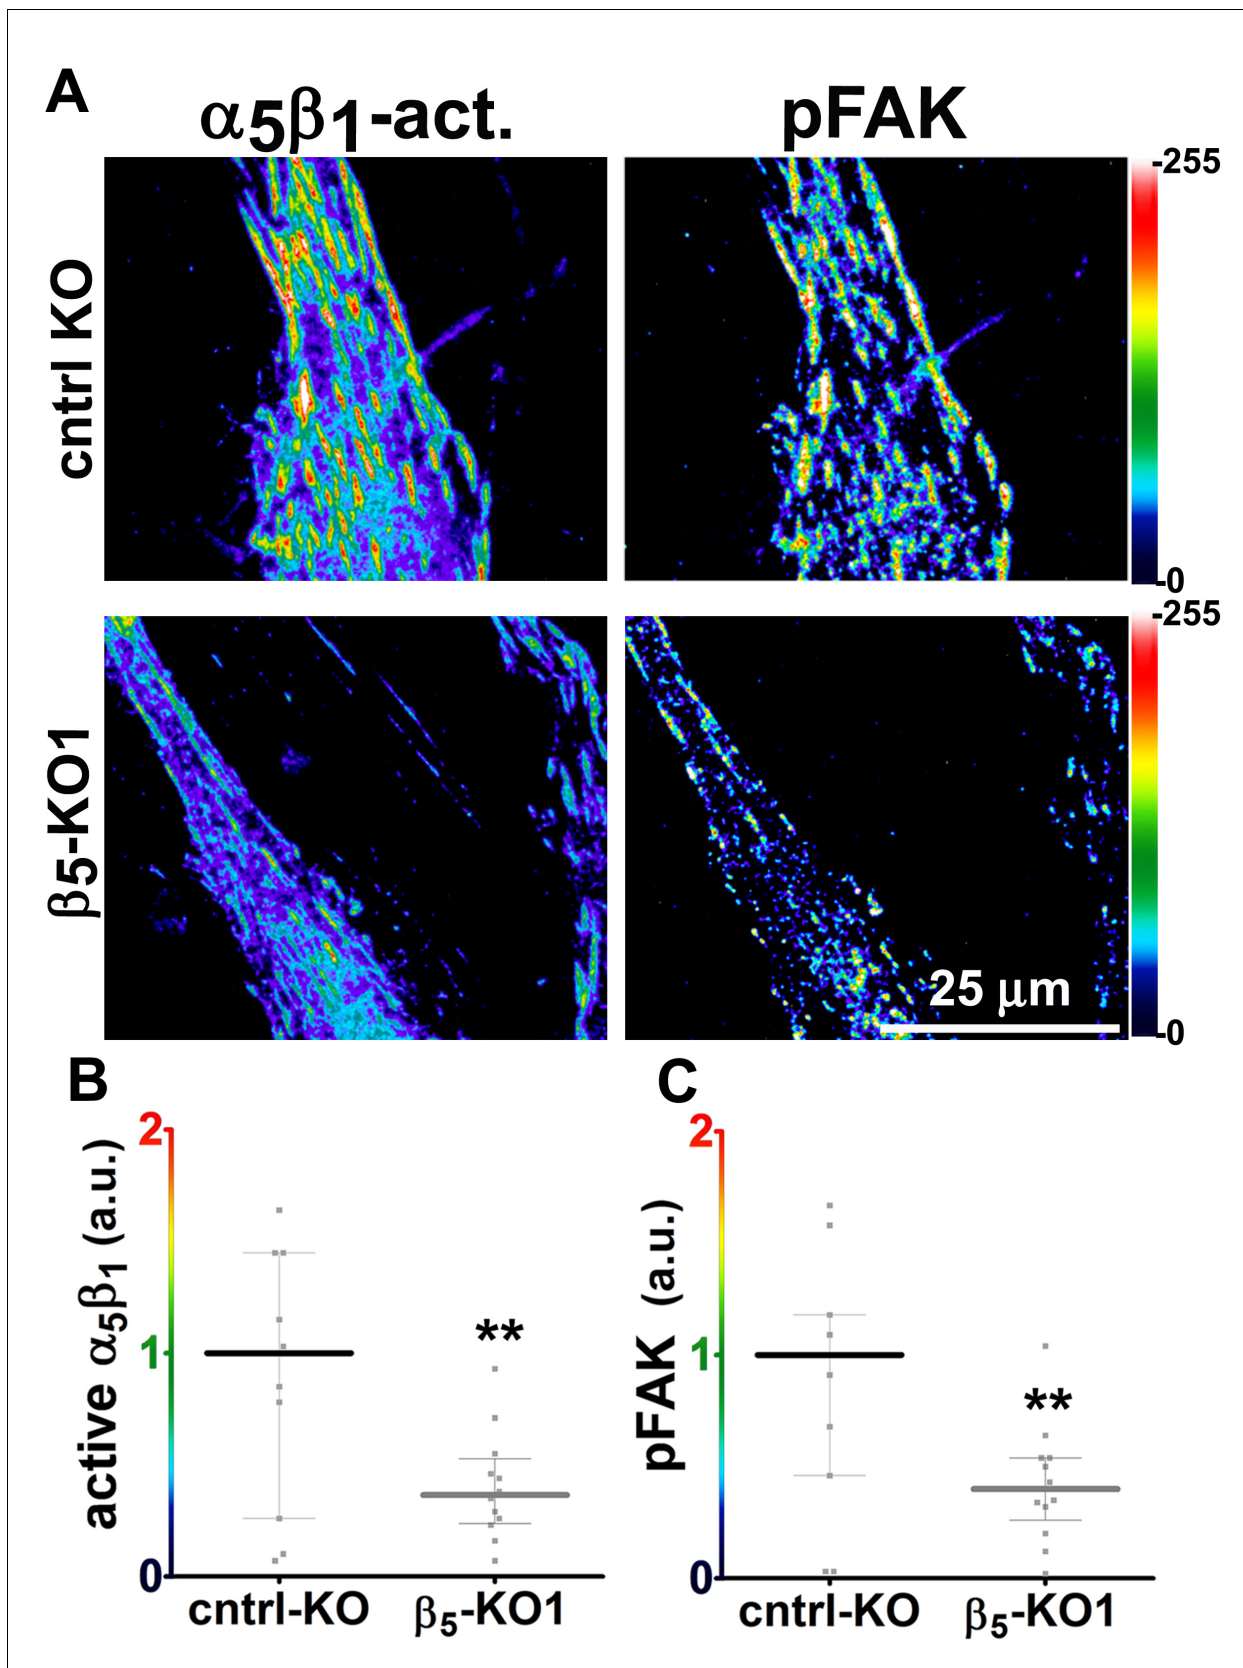 A
α5β1-act.
pFAK
cntrl KO
-255
-0
β5-KO1
-255
25 μm
-0
B
active α5β1 (a.u.)
2
1
0
**
cntrl-KO
β5-KO1
C
pFAK (a.u.)
2
1
0
**
cntrl-KO
β5-KO1